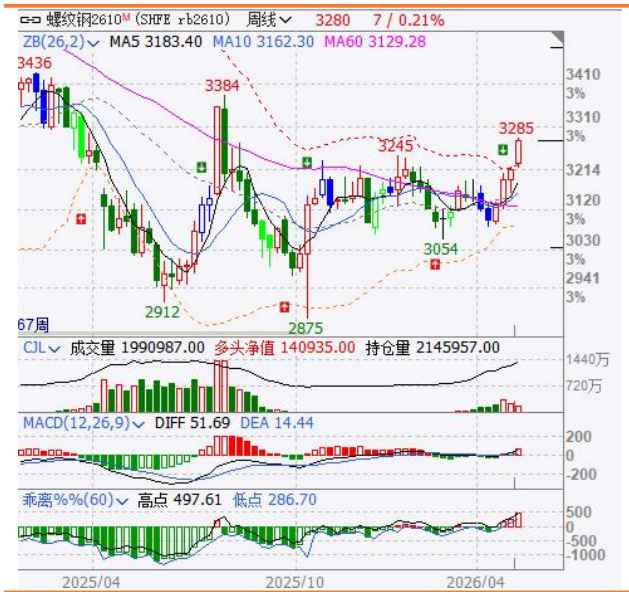 螺纹钢2610M (SHFE rb2610) 周线 3280 7 / 0.21%
ZB(26,2) MA5 3183.40 MA10 3162.30 MA60 3129.28
3436
3384
3245
3285
3054
2912
2875
67周
3410
3%
3310
3%
3214
3120
3%
3030
3%
2941
3%
CJL 成交量 1990987.00 多头净值 140935.00 持仓量 2145957.00
1440万
720万
MACD(12,26,9) DIFF 51.69 DEA 14.44
200
0
-200
乖离%%(60) 高点 497.61 低点 286.70
500
0
-500
-1000
2025/04 2025/10 2026/04